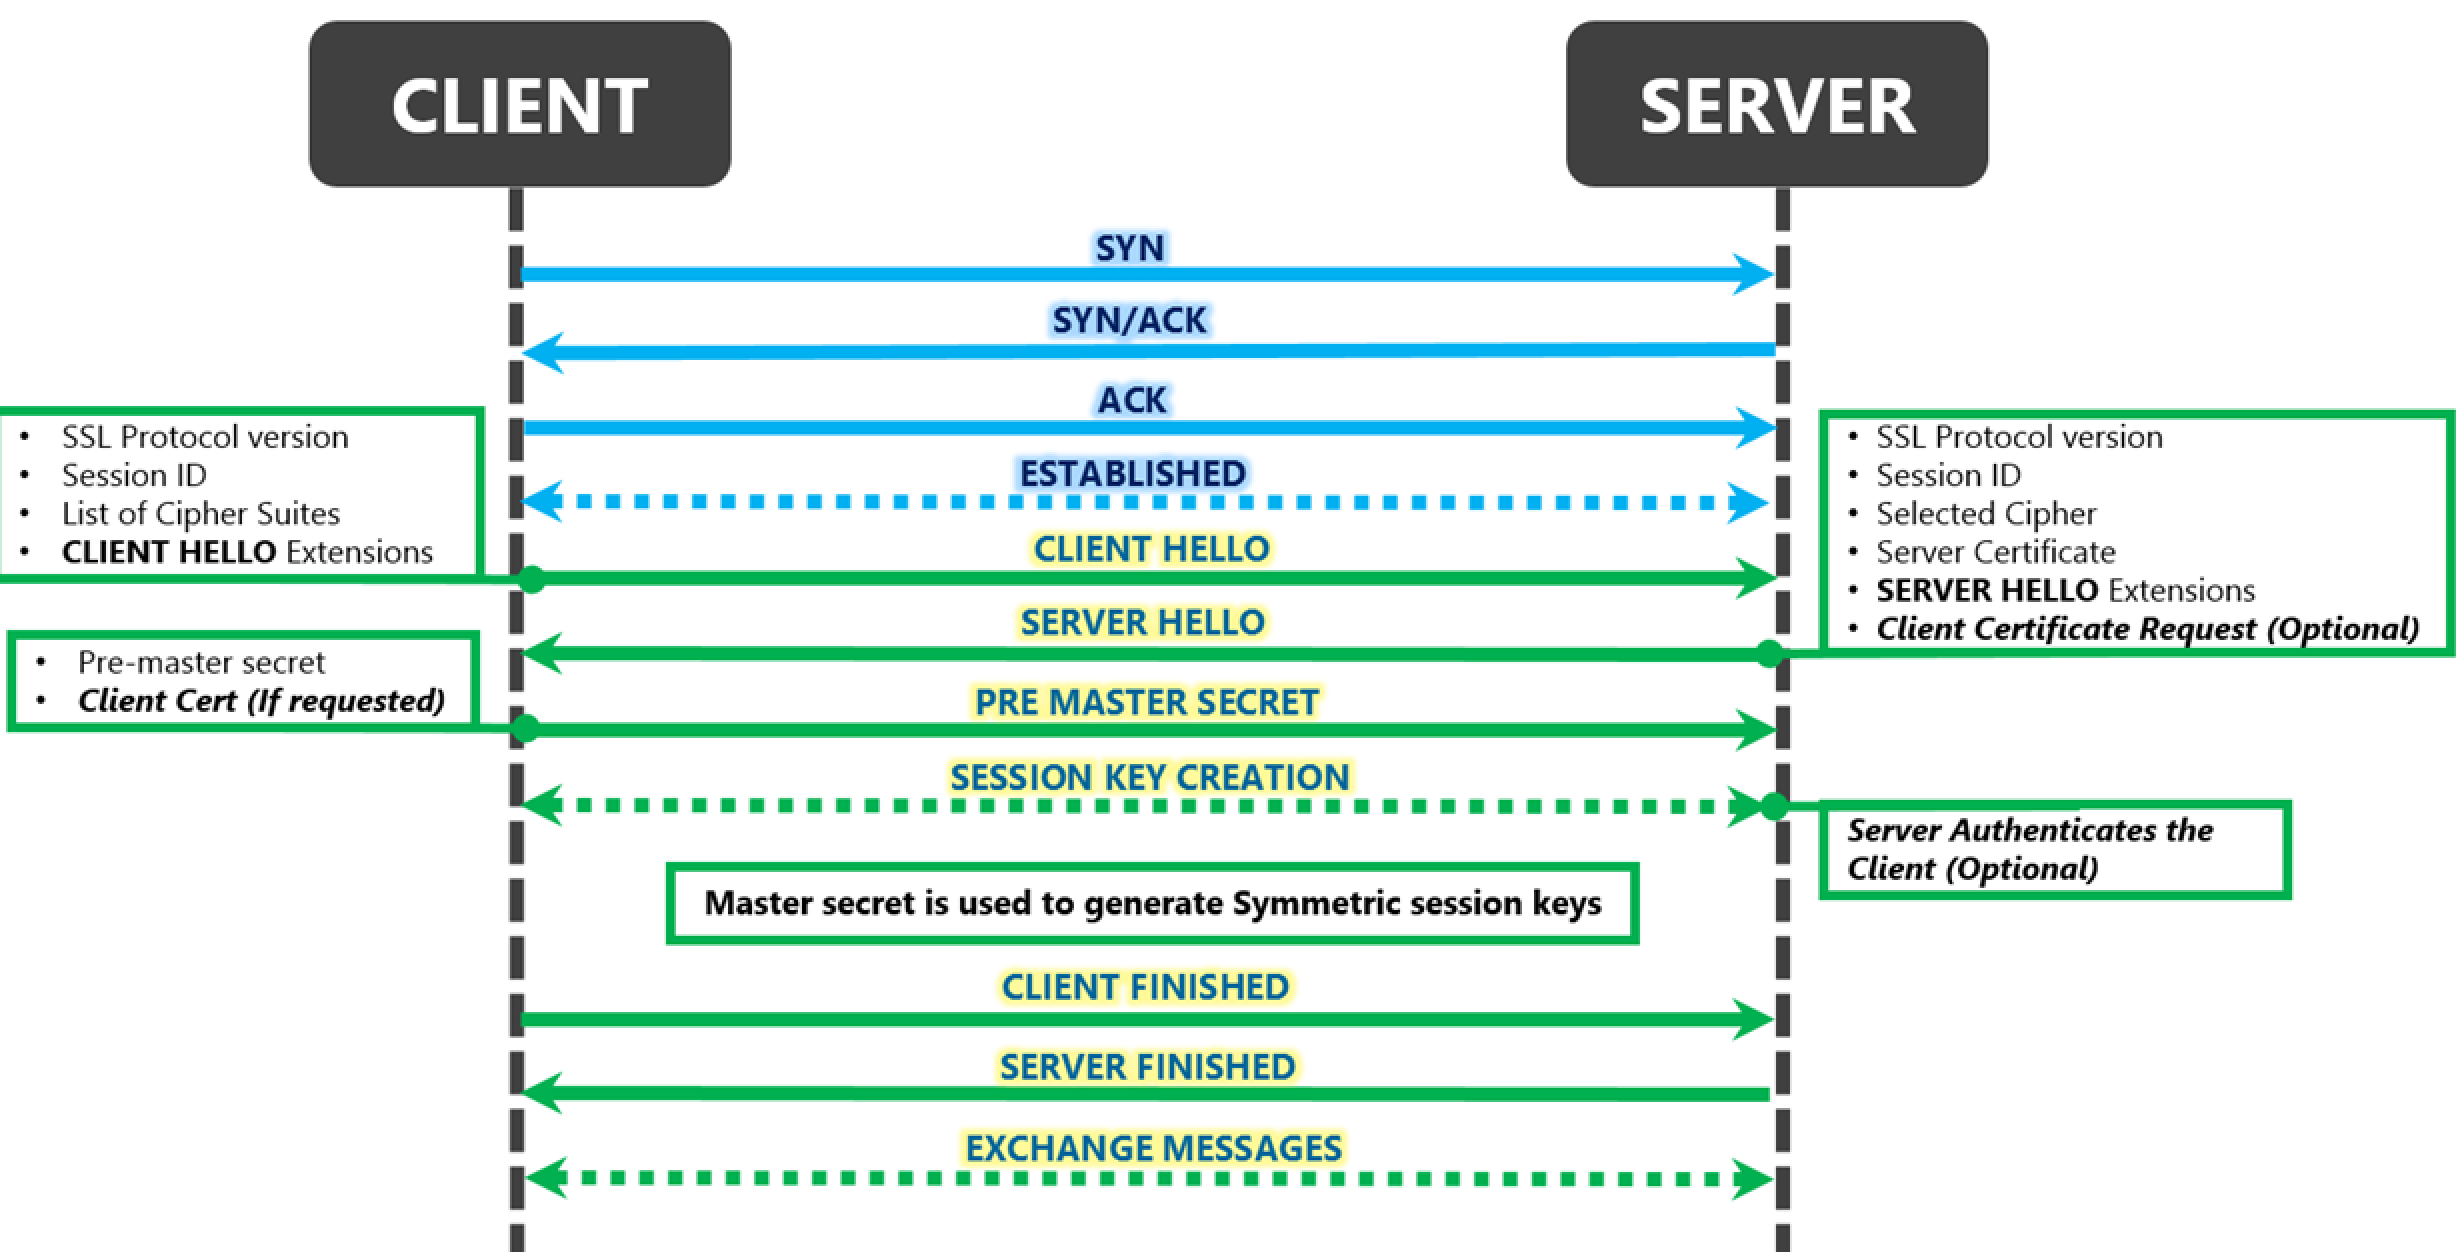 CLIENT
SERVER
SYN
SYN/ACK
ACK
ESTABLISHED
• SSL Protocol version
• Session ID
• List of Cipher Suites
• CLIENT HELLO Extensions
• SSL Protocol version
• Session ID
• Selected Cipher
• Server Certificate
• SERVER HELLO Extensions
• Client Certificate Request (Optional)
CLIENT HELLO
SERVER HELLO
• Pre-master secret
• Client Cert (If requested)
PRE MASTER SECRET
SESSION KEY CREATION
Server Authenticates the
Client (Optional)
Master secret is used to generate Symmetric session keys
CLIENT FINISHED
SERVER FINISHED
EXCHANGE MESSAGES